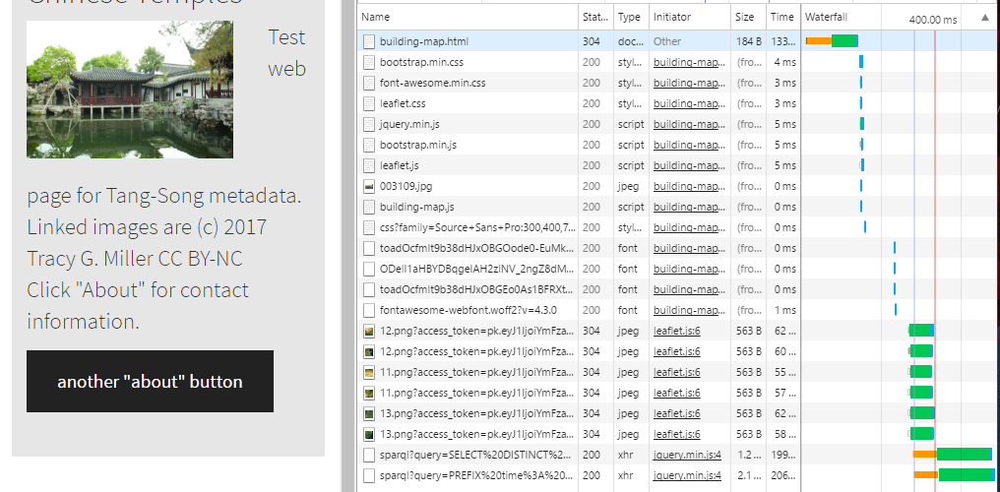 Chinese Temples
Test
web
page for Tang-Song metadata.
Linked images are (c) 2017
Tracy G. Miller CC BY-NC
Click "About" for contact
information.
another "about" button
Name Stat... Type Initiator Size Time Waterfall 400.00 ms
building-map.html 304 doc... Other 184 B 133...
bootstrap.min.css 200 styl... building-map... (fro... 4 ms
font-awesome.min.css 200 styl... building-map... (fro... 3 ms
leaflet.css 200 styl... building-map... (fro... 3 ms
jquery.min.js 200 script building-map... (fro... 5 ms
bootstrap.min.js 200 script building-map... (fro... 5 ms
leaflet.js 200 script building-map... (fro... 5 ms
003109.jpg 200 jpeg building-map... (fro... 0 ms
building-map.js 200 script building-map... (fro... 0 ms
css?family=Source+Sans+Pro:300,400,7... 200 styl... building-map... (fro... 0 ms
200 font building-map... (fro... 0 ms
200 font building-map... (fro... 0 ms
200 font building-map... (fro... 0 ms
fontawesome-webfont.woff2?v=4.3.0 200 font building-map... (fro... 1 ms
12.png?access_token=pk.eyJ1IjoiYmFza... 304 jpeg leaflet.js:6 563 B 62 ...
12.png?access_token=pk.eyJ1IjoiYmFza... 304 jpeg leaflet.js:6 563 B 60 ...
11.png?access_token=pk.eyJ1IjoiYmFza... 304 jpeg leaflet.js:6 563 B 55 ...
11.png?access_token=pk.eyJ1IjoiYmFza... 304 jpeg leaflet.js:6 563 B 57 ...
13.png?access_token=pk.eyJ1IjoiYmFza... 304 jpeg leaflet.js:6 563 B 62 ...
13.png?access_token=pk.eyJ1IjoiYmFza... 304 jpeg leaflet.js:6 563 B 58 ...
sparql?query=SELECT%20DISTINCT%2... 200 xhr jquery.min.js:4 1.2 ... 199...
sparql?query=PREFIX%20time%3A%20... 200 xhr jquery.min.js:4 2.1 ... 206...